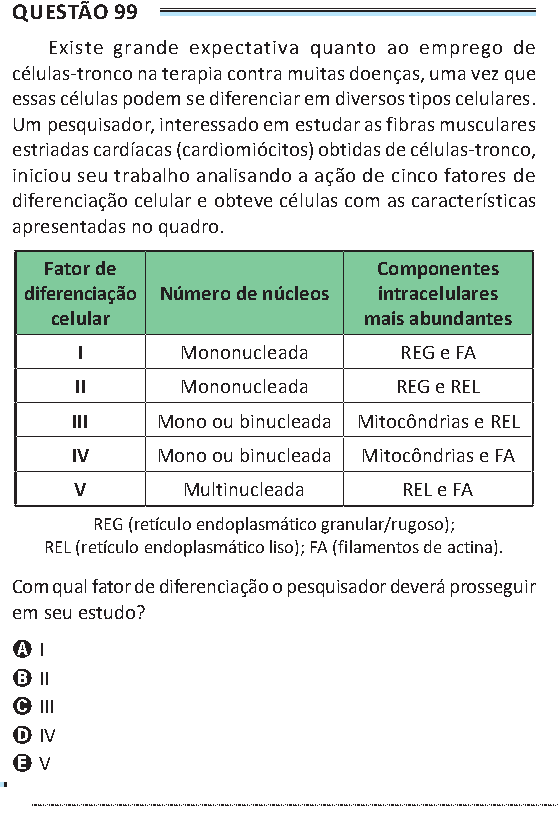 QUESTÃO 99
Existe grande expectativa quanto ao emprego de
células-tronco na terapia contra muitas doenças, uma vez que
essas células podem se diferenciar em diversos tipos celulares.
Um pesquisador, interessado em estudar as fibras musculares
estriadas cardíacas (cardiomiócitos) obtidas de células-tronco,
iniciou seu trabalho analisando a ação de cinco fatores de
diferenciação celular e obteve células com as características
apresentadas no quadro.
Fator de diferenciação celular Número de núcleos Componentes intracelulares mais abundantes
I Mononucleada REG e FA
II Mononucleada REG e REL
III Mono ou binucleada Mitocôndrias e REL
IV Mono ou binucleada Mitocôndrias e FA
V Multinucleada REL e FA
REG (retículo endoplasmático granular/rugoso);
REL (retículo endoplasmático liso); FA (filamentos de actina).
Com qual fator de diferenciação o pesquisador deverá prosseguir
em seu estudo?
A I
B II
C III
D IV
E V